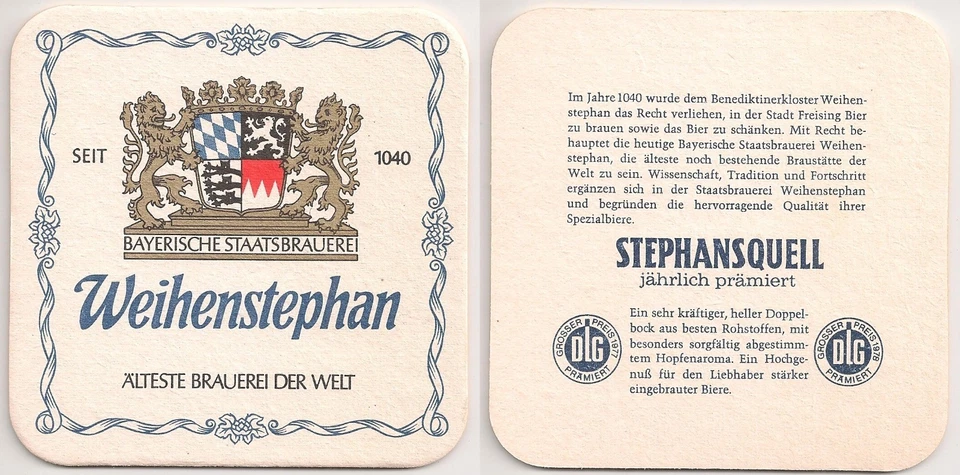 SEIT 1040
BAYERISCHE STAATSBRAUEREI
Weihenstephan
ÄLTESTE BRAUEREI DER WELT
Im Jahre 1040 wurde dem Benediktinerkloster Weihen-
stephan das Recht verliehen, in der Stadt Freising Bier
zu brauen sowie das Bier zu schänken. Mit Recht be-
hauptet die heutige Bayerische Staatsbrauerei Weihen-
stephan, die älteste noch bestehende Braustätte der
Welt zu sein. Wissenschaft, Tradition und Fortschritt
ergänzen sich in der Staatsbrauerei Weihenstephan
und begründen die hervorragende Qualität ihrer
Spezialbiere.
STEPHANSQUELL
jährlich prämiert
GROSSER PREIS 1977
DLG
PRÄMIERT
Ein sehr kräftiger, heller Doppel-
bock aus besten Rohstoffen, mit
besonders sorgfältig abgestimm-
tem Hopfenaroma. Ein Hochge-
nuß für den Liebhaber stärker
eingebrauter Biere.
GROSSER PREIS 1978
DLG
PRÄMIERT